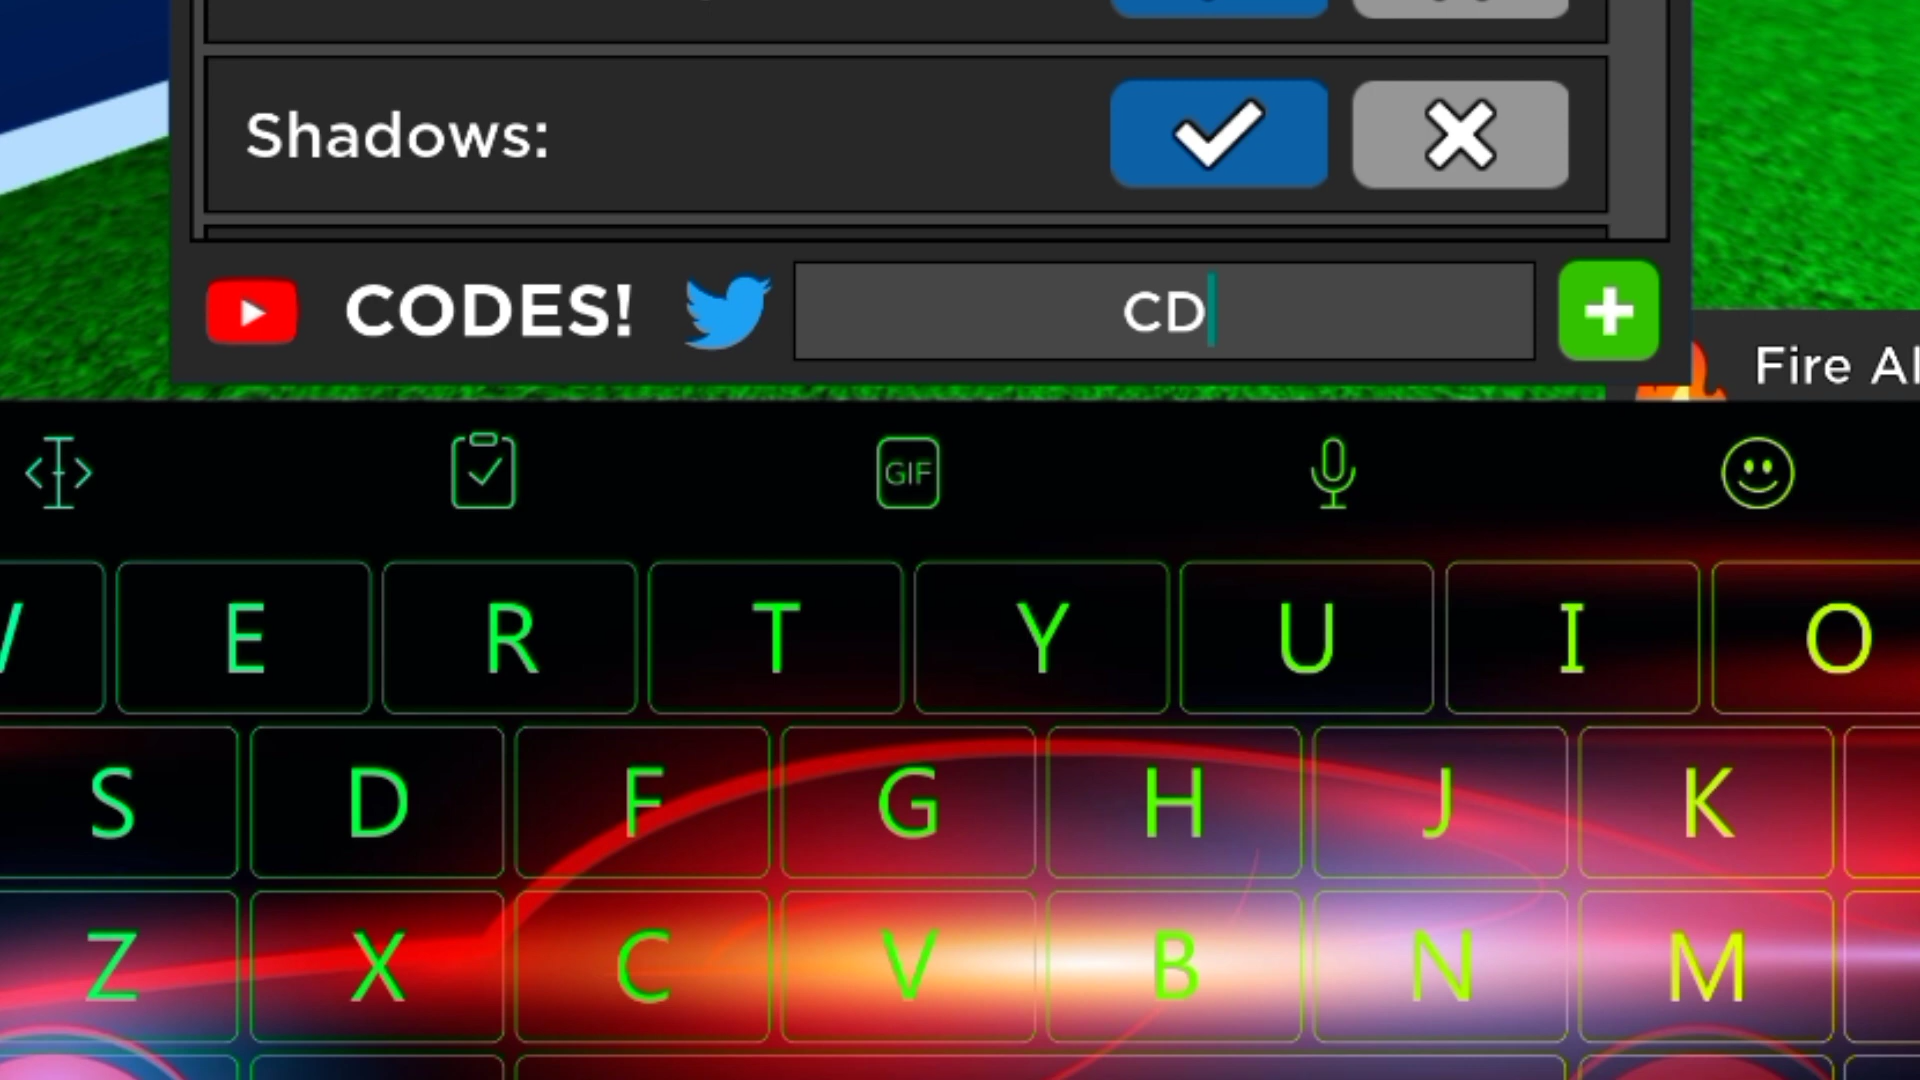 Shadows:
CODES! CD
Fire Al
GIF
E R T Y U I O
S D F G H J K
Z X C V B N M